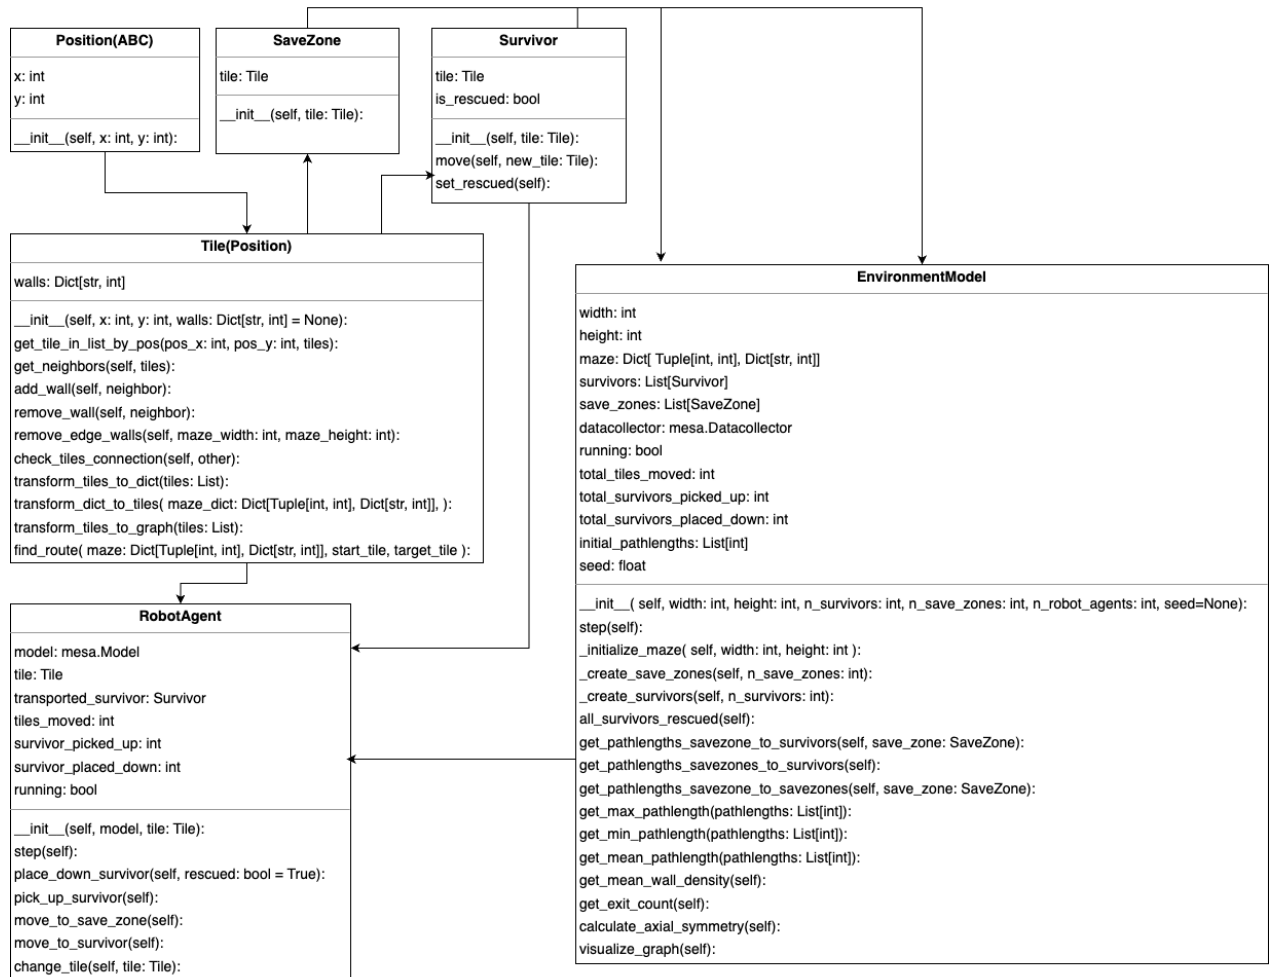 Position(ABC)
x: int
y: int
__init__(self, x: int, y: int):
SaveZone
tile: Tile
__init__(self, tile: Tile):
Survivor
tile: Tile
is_rescued: bool
__init__(self, tile: Tile):
move(self, new_tile: Tile):
set_rescued(self):
Tile(Position)
walls: Dict[str, int]
__init__(self, x: int, y: int, walls: Dict[str, int] = None):
get_tile_in_list_by_pos(pos_x: int, pos_y: int, tiles):
get_neighbors(self, tiles):
add_wall(self, neighbor):
remove_wall(self, neighbor):
remove_edge_walls(self, maze_width: int, maze_height: int):
check_tiles_connection(self, other):
transform_tiles_to_dict(tiles: List):
transform_dict_to_tiles( maze_dict: Dict[Tuple[int, int], Dict[str, int]], ):
transform_tiles_to_graph(tiles: List):
find_route( maze: Dict[Tuple[int, int], Dict[str, int]], start_tile, target_tile ):
EnvironmentModel
width: int
height: int
maze: Dict[ Tuple[int, int], Dict[str, int]]
survivors: List[Survivor]
save_zones: List[SaveZone]
datacollector: mesa.Datacollector
running: bool
total_tiles_moved: int
total_survivors_picked_up: int
total_survivors_placed_down: int
initial_pathlengths: List[int]
seed: float
__init__( self, width: int, height: int, n_survivors: int, n_save_zones: int, n_robot_agents: int, seed=None):
step(self):
_initialize_maze( self, width: int, height: int ):
_create_save_zones(self, n_save_zones: int):
_create_survivors(self, n_survivors: int):
all_survivors_rescued(self):
get_pathlengths_savezone_to_survivors(self, save_zone: SaveZone):
get_pathlengths_savezones_to_survivors(self):
get_pathlengths_savezone_to_savezones(self, save_zone: SaveZone):
get_max_pathlength(pathlengths: List[int]):
get_min_pathlength(pathlengths: List[int]):
get_mean_pathlength(pathlengths: List[int]):
get_mean_wall_density(self):
get_exit_count(self):
calculate_axial_symmetry(self):
visualize_graph(self):
RobotAgent
model: mesa.Model
tile: Tile
transported_survivor: Survivor
tiles_moved: int
survivor_picked_up: int
survivor_placed_down: int
running: bool
__init__(self, model, tile: Tile):
step(self):
place_down_survivor(self, rescued: bool = True):
pick_up_survivor(self):
move_to_save_zone(self):
move_to_survivor(self):
change_tile(self, tile: Tile):